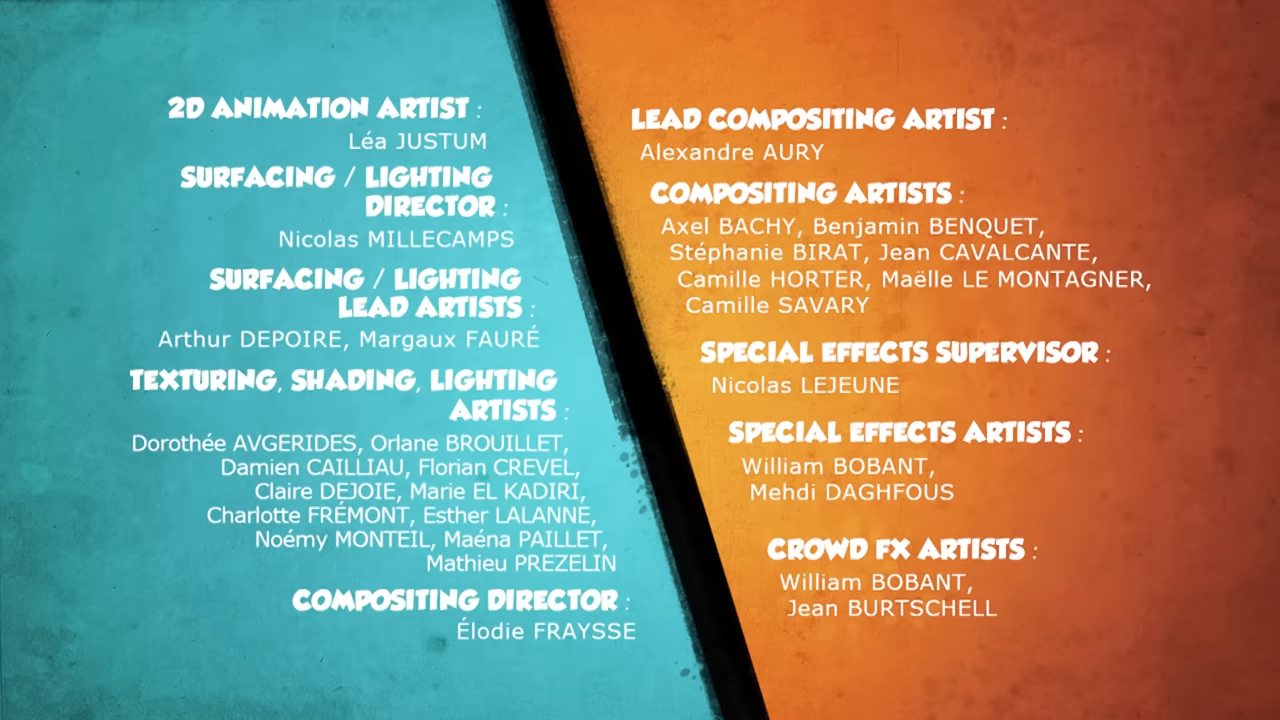 2D ANIMATION ARTIST :
Léa JUSTUM
SURFACING / LIGHTING
DIRECTOR :
Nicolas MILLECAMPS
SURFACING / LIGHTING
LEAD ARTISTS :
Arthur DEPOIRE, Margaux FAURÉ
TEXTURING, SHADING, LIGHTING
ARTISTS :
Dorothée AVGERIDES, Orlane BROUILLET,
Damien CAILLIAU, Florian CREVEL,
Claire DEJOIE, Marie EL KADIRI,
Charlotte FRÉMONT, Esther LALANNE,
Noémy MONTEIL, Maéna PAILLET,
Mathieu PREZELIN
COMPOSITING DIRECTOR :
Élodie FRAYSSE
LEAD COMPOSITING ARTIST :
Alexandre AURY
COMPOSITING ARTISTS :
Axel BACHY, Benjamin BENQUET,
Stéphanie BIRAT, Jean CAVALCANTE,
Camille HORTER, Maëlle LE MONTAGNER,
Camille SAVARY
SPECIAL EFFECTS SUPERVISOR :
Nicolas LEJEUNE
SPECIAL EFFECTS ARTISTS :
William BOBANT,
Mehdi DAGHFOUS
CROWD FX ARTISTS :
William BOBANT,
Jean BURTSCHELL